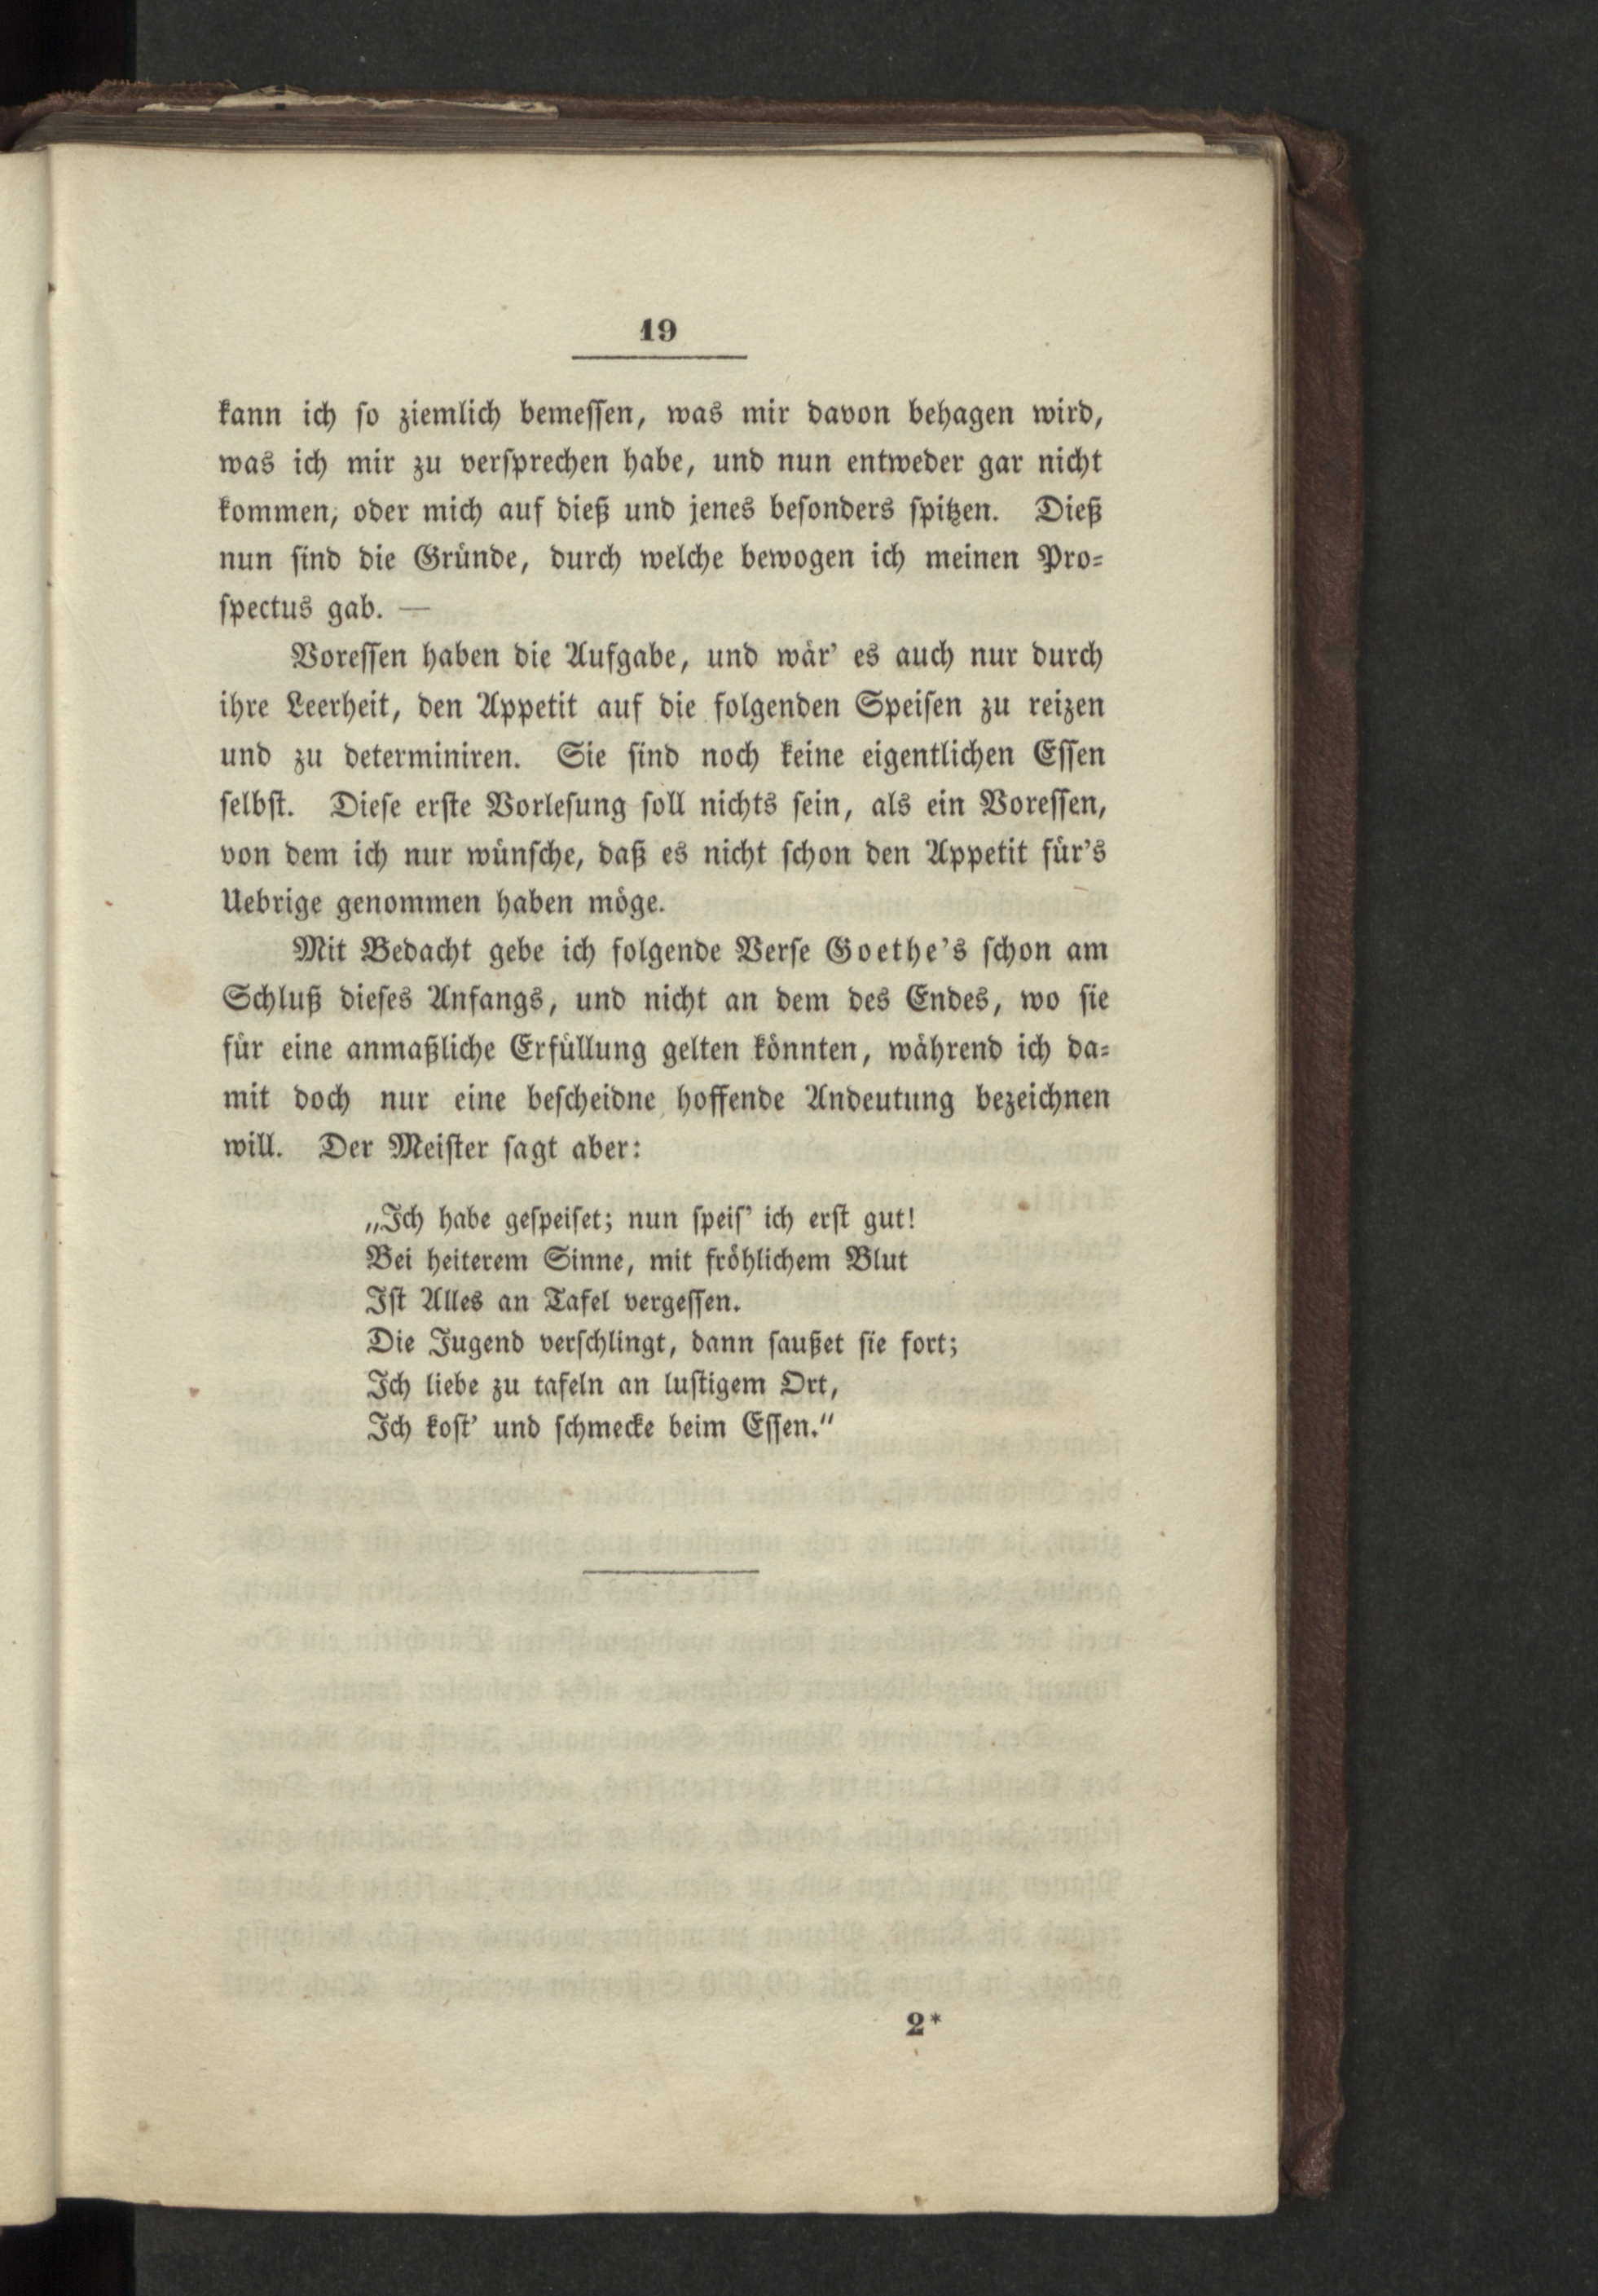 19
kann ich ſo ziemlich bemeſſen, was mir davon behagen wird,
was ich mir zu verſprechen habe, und nun entweder gar nicht
kommen, oder mich auf dieß und jenes beſonders ſpitzen. Dieß
nun ſind die Gründe, durch welche bewogen ich meinen Pro-
ſpectus gab. —
Voreſſen haben die Aufgabe, und wär' es auch nur durch
ihre Leerheit, den Appetit auf die folgenden Speiſen zu reizen
und zu determiniren. Sie ſind noch keine eigentlichen Eſſen
ſelbſt. Dieſe erſte Vorleſung ſoll nichts ſein, als ein Voreſſen,
von dem ich nur wünſche, daß es nicht ſchon den Appetit für's
Uebrige genommen haben möge.
Mit Bedacht gebe ich folgende Verſe Goethe's ſchon am
Schluß dieſes Anfangs, und nicht an dem des Endes, wo ſie
für eine anmaßliche Erfüllung gelten könnten, während ich da-
mit doch nur eine beſcheidne hoffende Andeutung bezeichnen
will. Der Meiſter ſagt aber:
„Ich habe geſpeiſet; nun ſpeiſ' ich erſt gut!
Bei heiterem Sinne, mit fröhlichem Blut
Iſt Alles an Tafel vergeſſen.
Die Jugend verſchlingt, dann ſaußet ſie fort;
Ich liebe zu tafeln an luſtigem Ort,
Ich koſt' und ſchmecke beim Eſſen."
2*